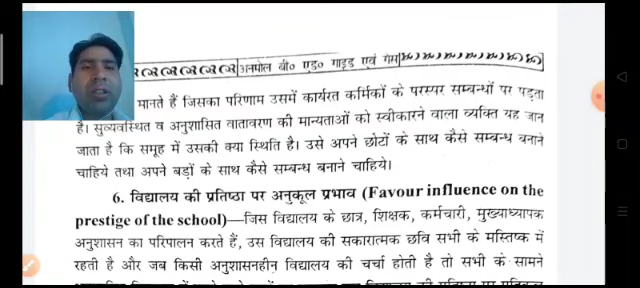 अनमोल बी० एड० गाइड एवं गेम
मानते हैं जिसका परिणाम उसमें कार्यरत कर्मिकों के परस्पर सम्बन्धों पर पड़ता
है। सुव्यवस्थित व अनुशासित वातावरण की मान्यताओं को स्वीकारने वाला व्यक्ति यह जान
जाता है कि समूह में उसकी क्या स्थिति है। उसे अपने छोटों के साथ कैसे सम्बन्ध बनाने
चाहिये तथा अपने बड़ों के साथ कैसे सम्बन्ध बनाने चाहिये।
6. विद्यालय की प्रतिष्ठा पर अनुकूल प्रभाव (Favour influence on the
prestige of the school)—जिस विद्यालय के छात्र, शिक्षक, कर्मचारी, मुख्याध्यापक
अनुशासन का परिपालन करते हैं, उस विद्यालय की सकारात्मक छवि सभी के मस्तिष्क में
रहती है और जब किसी अनुशासनहीन विद्यालय की चर्चा होती है तो सभी के सामने